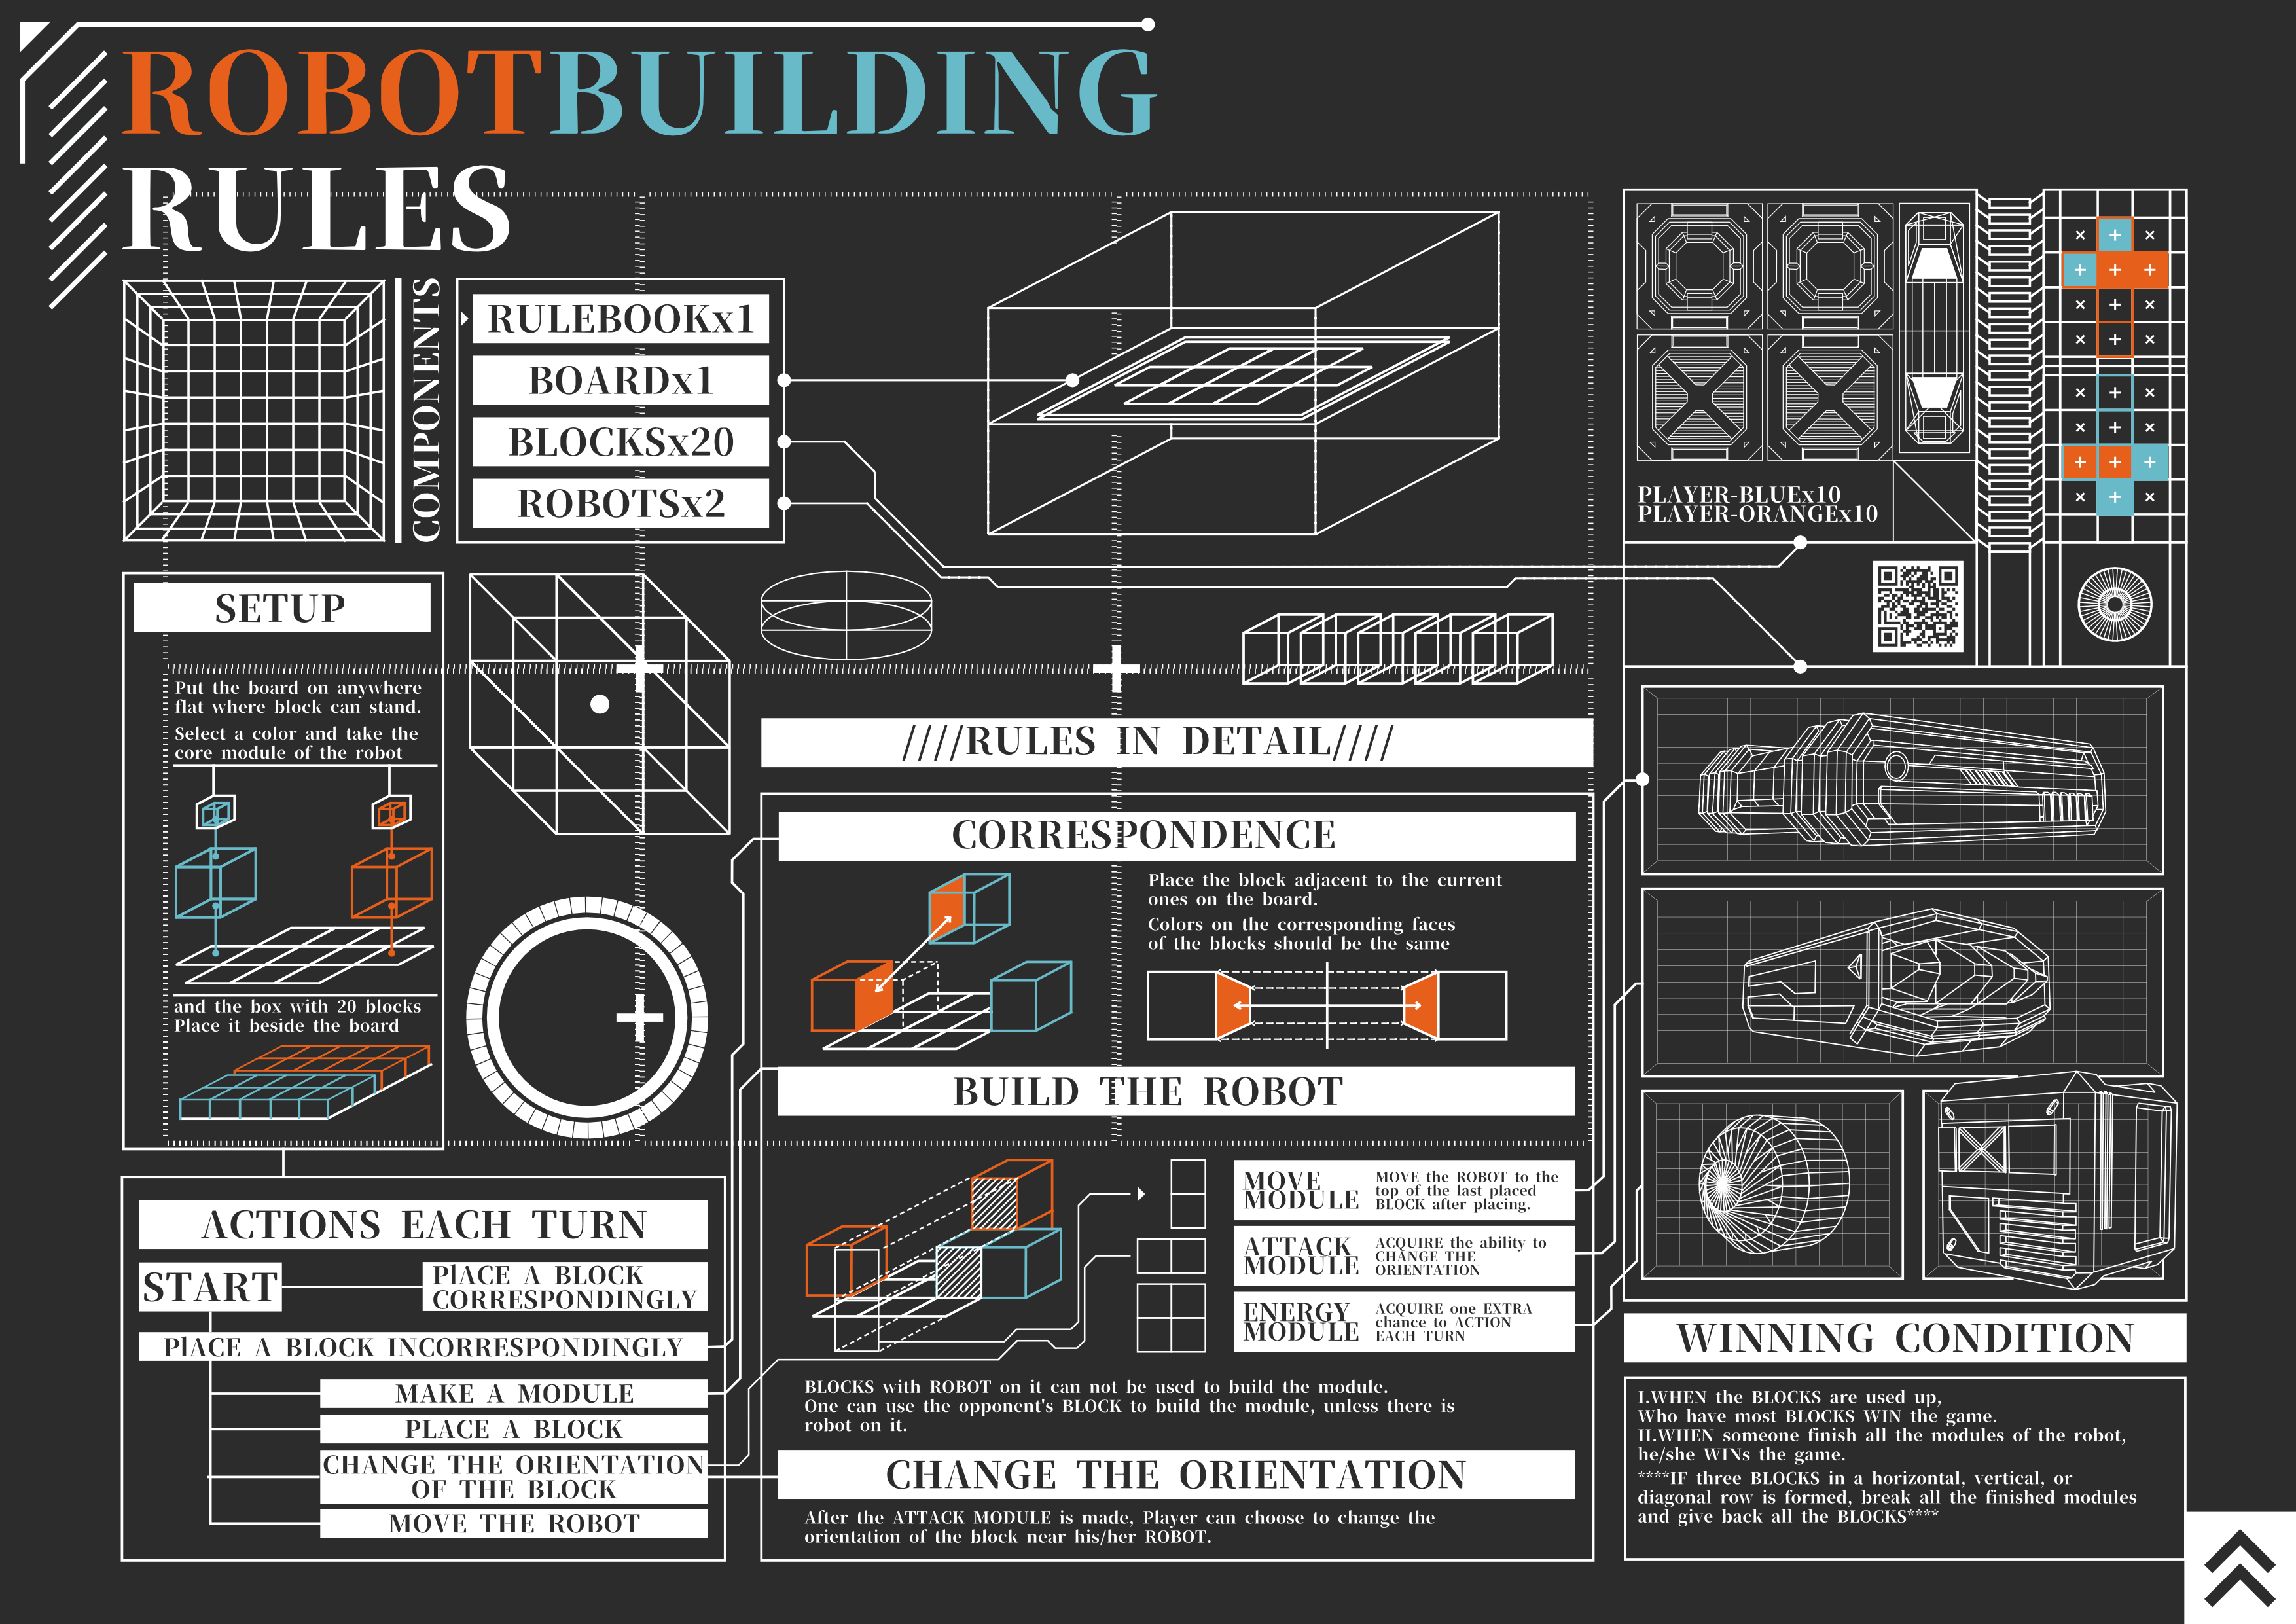 ROBOTBUILDING
RULES
COMPONENTS
RULEBOOKx1
BOARDx1
BLOCKSx20
ROBOTSx2
PLAYER-BLUEx10
PLAYER-ORANGEx10
SETUP
Put the board on anywhere
flat where block can stand.
Select a color and take the
core module of the robot
and the box with 20 blocks
Place it beside the board
////RULES IN DETAIL////
CORRESPONDENCE
Place the block adjacent to the current
ones on the board.
Colors on the corresponding faces
of the blocks should be the same
BUILD THE ROBOT
MOVE
MODULE
MOVE the ROBOT to the
top of the last placed
BLOCK after placing.
ATTACK
MODULE
ACQUIRE the ability to
CHANGE THE
ORIENTATION
ENERGY
MODULE
ACQUIRE one EXTRA
chance to ACTION
EACH TURN
BLOCKS with ROBOT on it can not be used to build the module.
One can use the opponent's BLOCK to build the module, unless there is
robot on it.
CHANGE THE ORIENTATION
After the ATTACK MODULE is made, Player can choose to change the
orientation of the block near his/her ROBOT.
ACTIONS EACH TURN
START
PlACE A BLOCK
CORRESPONDINGLY
PlACE A BLOCK INCORRESPONDINGLY
MAKE A MODULE
PLACE A BLOCK
CHANGE THE ORIENTATION
OF THE BLOCK
MOVE THE ROBOT
WINNING CONDITION
I.WHEN the BLOCKS are used up,
Who have most BLOCKS WIN the game.
II.WHEN someone finish all the modules of the robot,
he/she WINs the game.
****IF three BLOCKS in a horizontal, vertical, or
diagonal row is formed, break all the finished modules
and give back all the BLOCKS****